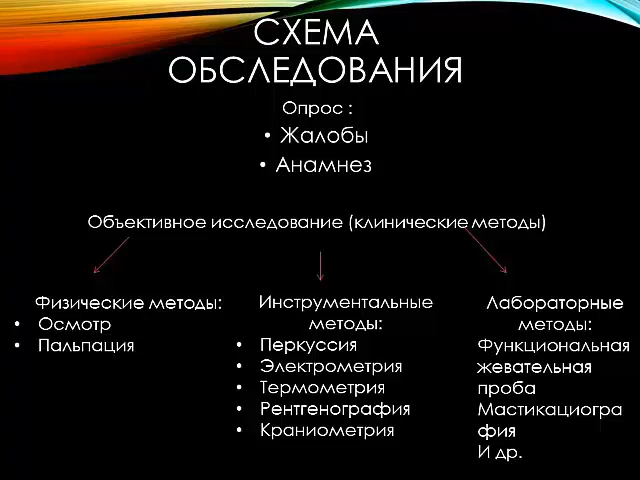 СХЕМА
ОБСЛЕДОВАНИЯ
Опрос :
• Жалобы
• Анамнез
Объективное исследование (клинические методы)
Физические методы:
• Осмотр
• Пальпация
Инструментальные
методы:
• Перкуссия
• Электрометрия
• Термометрия
• Рентгенография
• Краниометрия
Лабораторные
методы:
Функциональная
жевательная
проба
Мастикациогра
фия
И др.